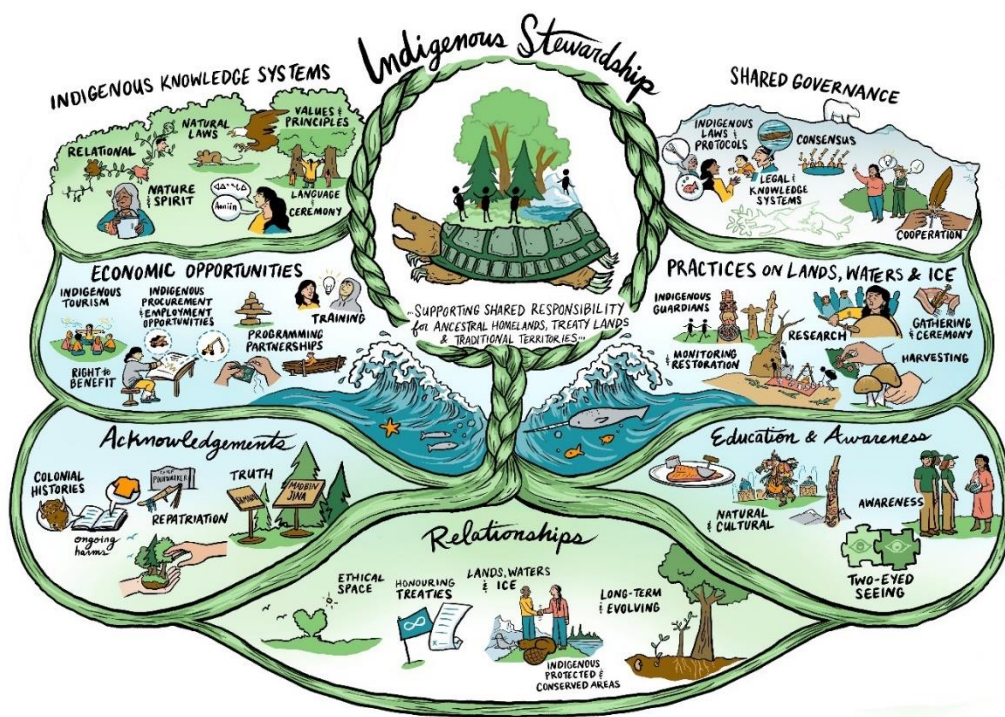 Indigenous Stewardship
INDIGENOUS KNOWLEDGE SYSTEMS
RELATIONAL
NATURAL
LAWS
VALUES &
PRINCIPLES
NATURE &
SPIRIT
Aaniin
LANGUAGE &
CEREMONY
SHARED GOVERNANCE
INDIGENOUS
LAWS &
PROTOCOLS
CONSENSUS
LEGAL &
KNOWLEDGE
SYSTEMS
COOPERATION
...SUPPORTING SHARED RESPONSIBILITY
for ANCESTRAL HOMELANDS, TREATY LANDS
& TRADITIONAL TERRITORIES...
ECONOMIC OPPORTUNITIES
INDIGENOUS
TOURISM
INDIGENOUS
PROCUREMENT
& EMPLOYMENT
OPPORTUNITIES
TRAINING
PROGRAMMING
PARTNERSHIPS
RIGHT to
BENEFIT
PRACTICES ON LANDS, WATERS & ICE
INDIGENOUS
GUARDIANS
RESEARCH
GATHERING
& CEREMONY
MONITORING
& RESTORATION
HARVESTING
Acknowledgements
COLONIAL
HISTORIES
CHIEF
POUNDMAKER
TRUTH
REPATRIATION
MAƏBIN
JINA
ongoing
harms
Education & Awareness
NATURAL
& CULTURAL
AWARENESS
TWO-EYED
SEEING
Relationships
ETHICAL
SPACE
HONOURING
TREATIES
LANDS, WATERS
& ICE
LONG-TERM
& EVOLVING
INDIGENOUS
PROTECTED &
CONSERVED AREAS